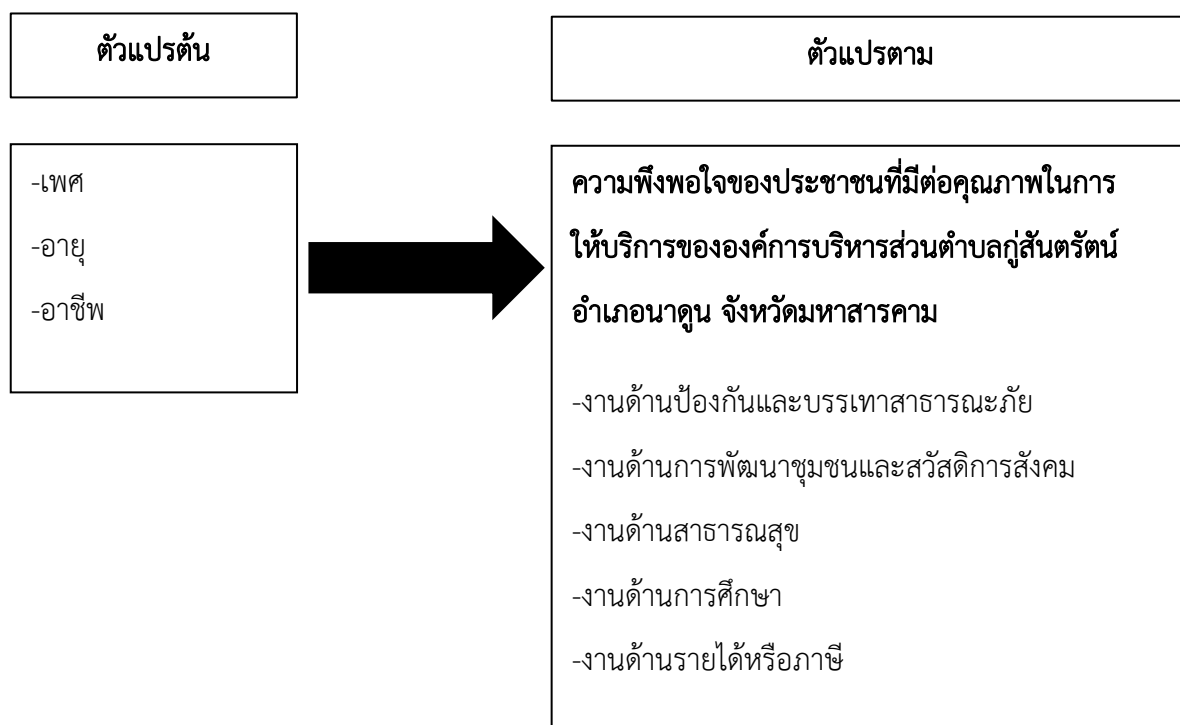 ตัวแปรต้น
ตัวแปรตาม
-เพศ
-อายุ
-อาชีพ
ความพึงพอใจของประชาชนที่มีต่อคุณภาพในการ
ให้บริการขององค์การบริหารส่วนตำบลกู่สันตรัตน์
อำเภอนาดูน จังหวัดมหาสารคาม
-งานด้านป้องกันและบรรเทาสาธารณะภัย
-งานด้านการพัฒนาชุมชนและสวัสดิการสังคม
-งานด้านสาธารณสุข
-งานด้านการศึกษา
-งานด้านรายได้หรือภาษี